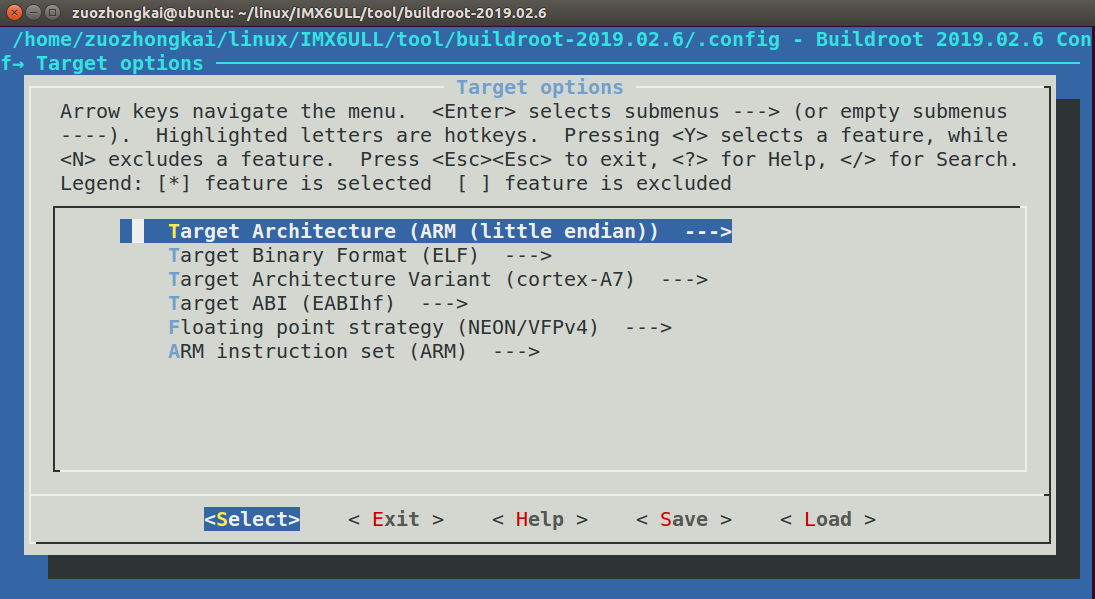 zuozhongkai@ubuntu: ~/linux/IMX6ULL/tool/buildroot-2019.02.6
/home/zuozhongkai/linux/IMX6ULL/tool/buildroot-2019.02.6/.config - Buildroot 2019.02.6 Con
f→ Target options
Target options
Arrow keys navigate the menu.  <Enter> selects submenus ---> (or empty submenus
----).  Highlighted letters are hotkeys.  Pressing <Y> selects a feature, while
<N> excludes a feature.  Press <Esc><Esc> to exit, <?> for Help, </> for Search.
Legend: [*] feature is selected  [ ] feature is excluded
Target Architecture (ARM (little endian))  --->
Target Binary Format (ELF)  --->
Target Architecture Variant (cortex-A7)  --->
Target ABI (EABIhf)  --->
Floating point strategy (NEON/VFPv4)  --->
ARM instruction set (ARM)  --->
<Select>    < Exit >    < Help >    < Save >    < Load >